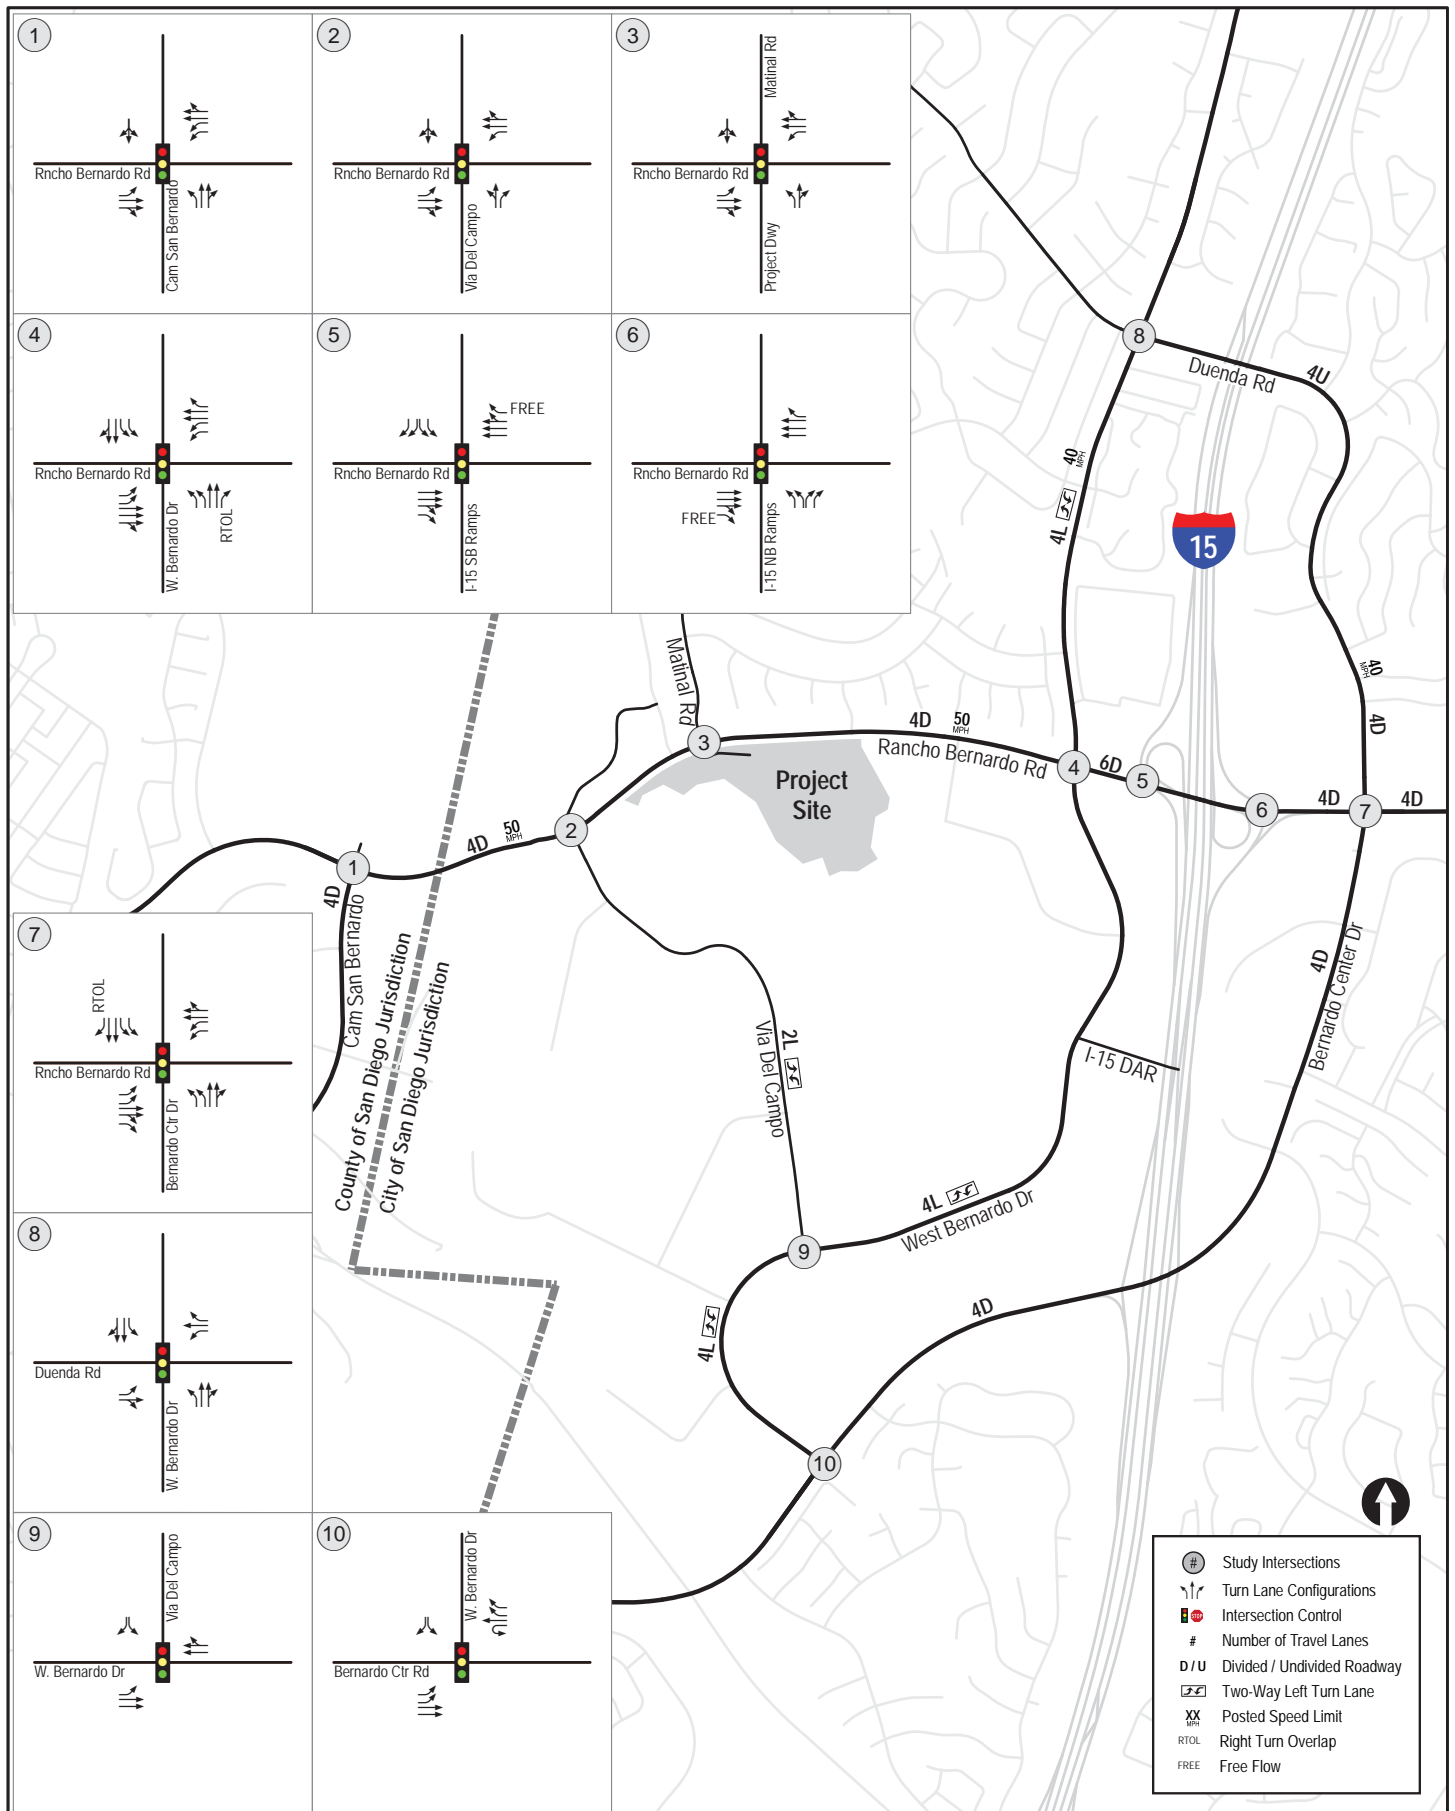 1
Rncho Bernardo Rd
Cam San Bernardo
2
Rncho Bernardo Rd
Via Del Campo
3
Matinal Rd
Rncho Bernardo Rd
Project Dwy
4
Rncho Bernardo Rd
W. Bernardo Dr
RTOL
5
FREE
Rncho Bernardo Rd
I-15 SB Ramps
6
Rncho Bernardo Rd
FREE
I-15 NB Ramps
8
Duenda Rd
4U
40
MPH
4L
15
40
MPH
4D
Matinal Rd
3
4D
50
MPH
Rancho Bernardo Rd
4
6D
5
6
4D
7
4D
Project
Site
2
4D
50
MPH
1
4D
Cam San Bernardo
County of San Diego Jurisdiction
City of San Diego Jurisdiction
2L
Via Del Campo
I-15 DAR
4D
Bernardo Center Dr
4L
West Bernardo Dr
9
4L
4D
10
7
RTOL
Rncho Bernardo Rd
Bernardo Ctr Dr
8
Duenda Rd
W. Bernardo Dr
9
Via Del Campo
W. Bernardo Dr
10
W. Bernardo Dr
Bernardo Ctr Rd
# Study Intersections
Turn Lane Configurations
STOP Intersection Control
# Number of Travel Lanes
D / U Divided / Undivided Roadway
Two-Way Left Turn Lane
XX
MPH Posted Speed Limit
RTOL Right Turn Overlap
FREE Free Flow